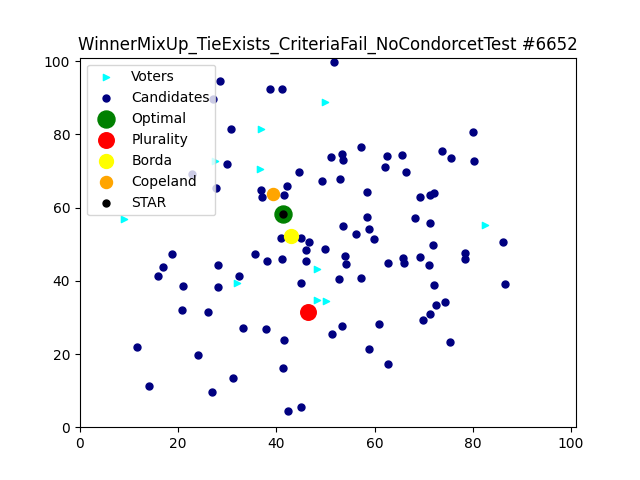 WinnerMixUp_TieExists_CriteriaFail_NoCondorcetTest #6652
100
80
60
40
20
0
0 20 40 60 80 100
Voters
Candidates
Optimal
Plurality
Borda
Copeland
STAR